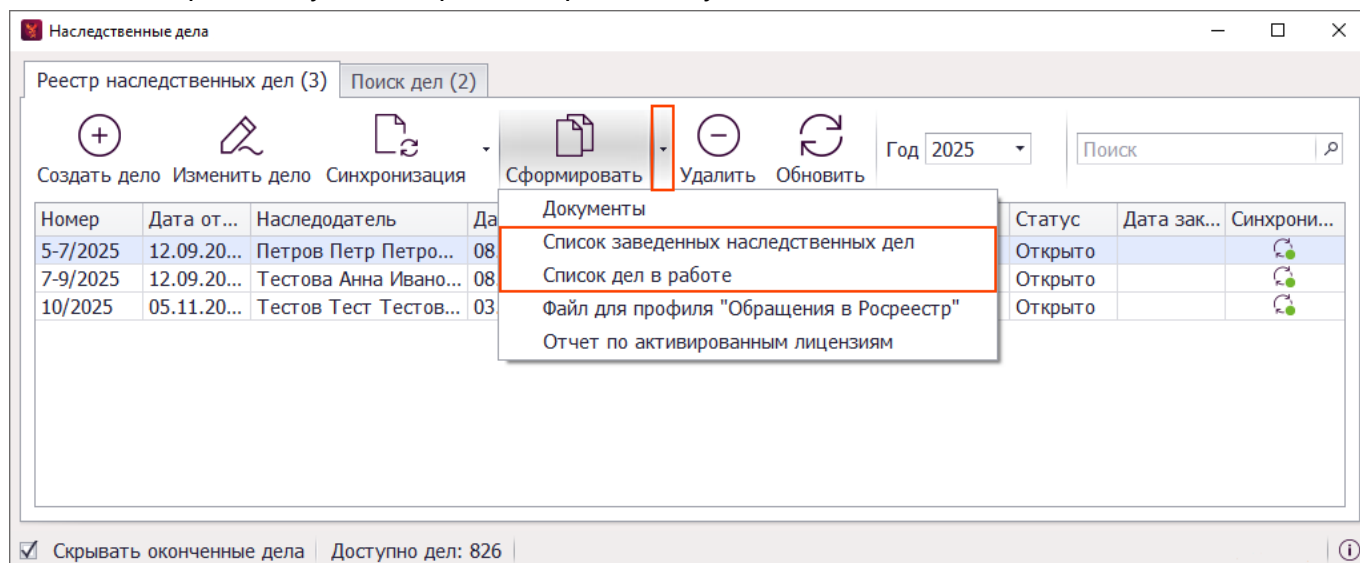 Наследственные дела
Реестр наследственных дел (3) Поиск дел (2)
Создать дело Изменить дело Синхронизация Сформировать Удалить Обновить Год 2025 Поиск
Номер Дата от... Наследодатель Да Статус Дата зак... Синхрони...
5-7/2025 12.09.20... Петров Петр Петро... 08. Открыто
7-9/2025 12.09.20... Тестова Анна Ивано... 08. Открыто
10/2025 05.11.20... Тестов Тест Тестов... 03. Открыто
Документы
Список заведенных наследственных дел
Список дел в работе
Файл для профиля "Обращения в Росреестр"
Отчет по активированным лицензиям
Скрывать оконченные дела Доступно дел: 826